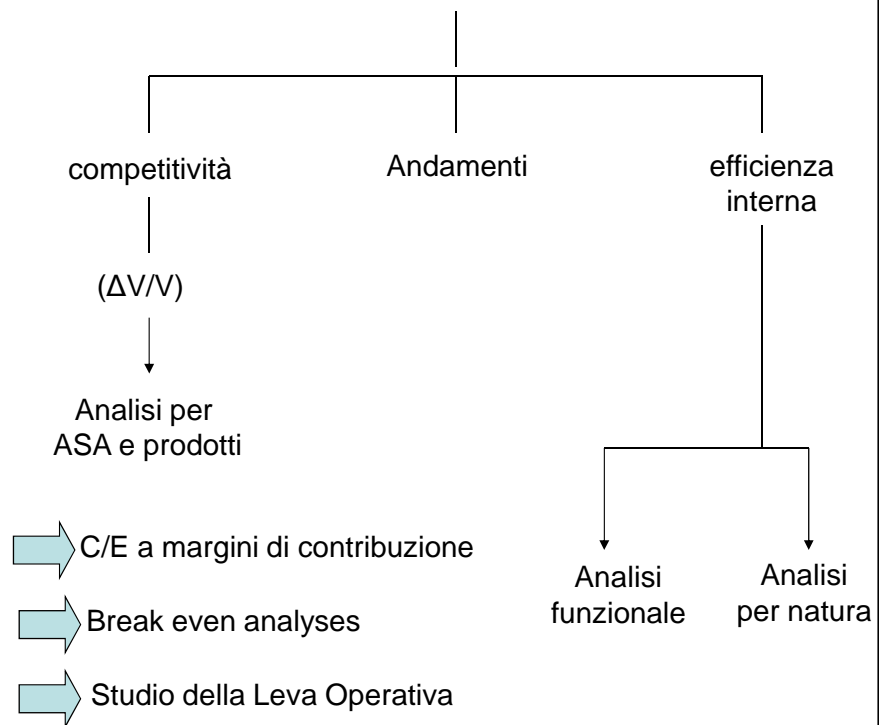 competitività
Andamenti
efficienza
interna
(ΔV/V)
Analisi per
ASA e prodotti
C/E a margini di contribuzione
Break even analyses
Studio della Leva Operativa
Analisi
funzionale
Analisi
per natura